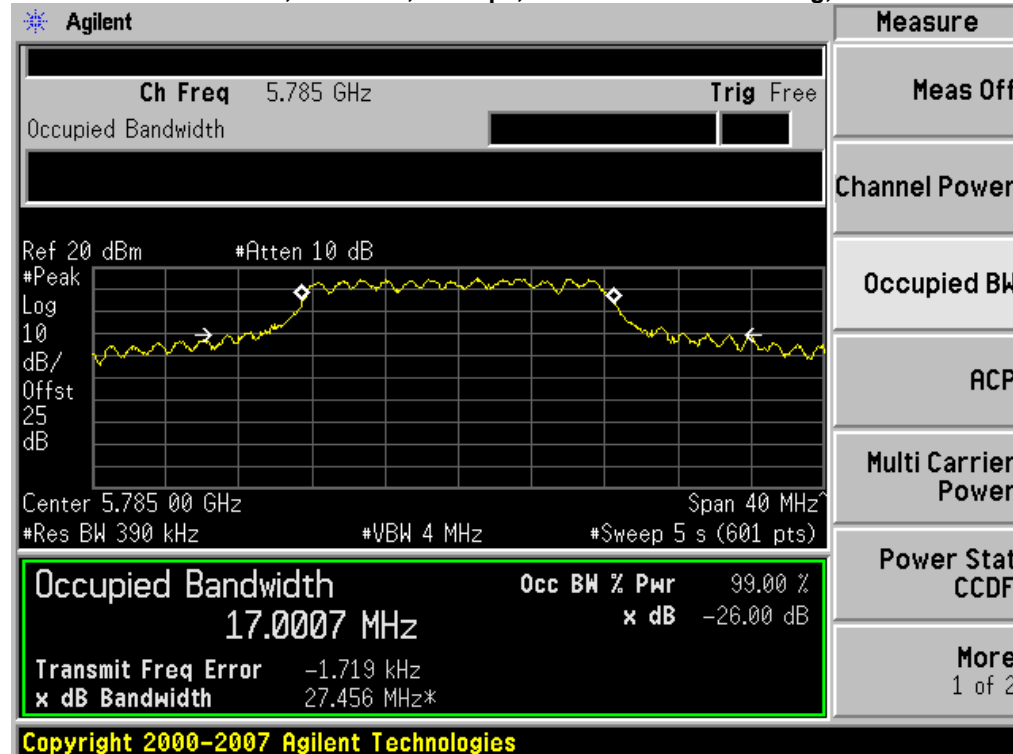 Agilent
Measure
Ch Freq 5.785 GHz Trig Free
Meas Off
Occupied Bandwidth
Channel Power
Ref 20 dBm #Atten 10 dB
#Peak
Log
10
dB/
Offst
25
dB
Occupied BW
ACP
Multi Carrier
Power
Center 5.785 00 GHz Span 40 MHz^
#Res BW 390 kHz #VBW 4 MHz #Sweep 5 s (601 pts)
Power Stat
CCDF
Occupied Bandwidth Occ BW % Pwr 99.00 %
17.0007 MHz x dB -26.00 dB
Transmit Freq Error -1.719 kHz
x dB Bandwidth 27.456 MHz*
More
1 of 2
Copyright 2000-2007 Agilent Technologies